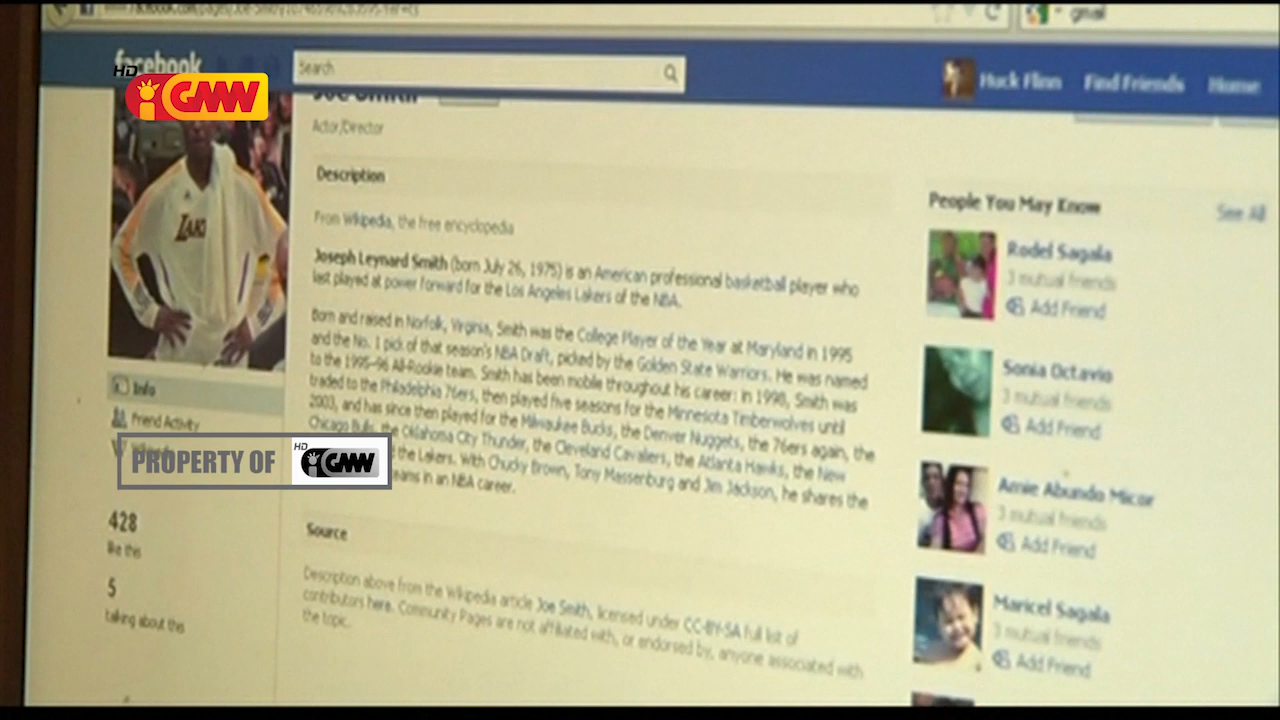 www.facebook.com/pages/Joe-Smith/
gmail
facebook
Search
Huck Flinn
Find Friends
Home
HD
iGMW
LAK
Joe Smith
Actor/Director
Description
From Wikipedia, the free encyclopedia
Joseph Leynard Smith (born July 26, 1975) is an American professional basketball player who
last played at power forward for the Los Angeles Lakers of the NBA.
Born and raised in Norfolk, Virginia, Smith was the College Player of the Year at Maryland in 1995
and the No. 1 pick of that season's NBA Draft, picked by the Golden State Warriors. He was named
to the 1995-96 All-Rookie team. Smith has been mobile throughout his career: in 1998, Smith was
traded to the Philadelphia 76ers, then played five seasons for the Minnesota Timberwolves until
2003, and has since then played for the Milwaukee Bucks, the Denver Nuggets, the 76ers again, the
Chicago Bulls, the Oklahoma City Thunder, the Cleveland Cavaliers, the Atlanta Hawks, the New
the Lakers. With Chucky Brown, Tony Massenburg and Jim Jackson, he shares the
teams in an NBA career.
Source
Description above from the Wikipedia article Joe Smith, licensed under CC-BY-SA full list of
contributors here. Community Pages are not affiliated with, or endorsed by, anyone associated with
the topic.
Info
Friend Activity
PROPERTY OF
HD
iGMW
428
like this
5
talking about this
People You May Know
See All
Rodel Sagala
3 mutual friends
Add Friend
Sonia Octavio
3 mutual friends
Add Friend
Amie Abundo Micor
3 mutual friends
Add Friend
Maricel Sagala
3 mutual friends
Add Friend